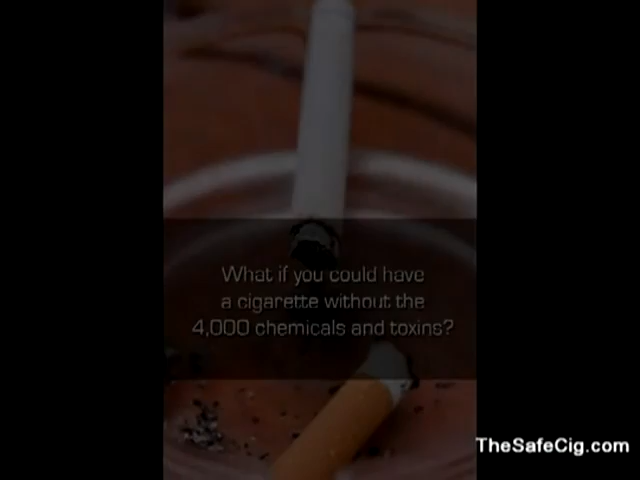 What if you could have
a cigarette without the
4,000 chemicals and toxins?
TheSafeCig.com